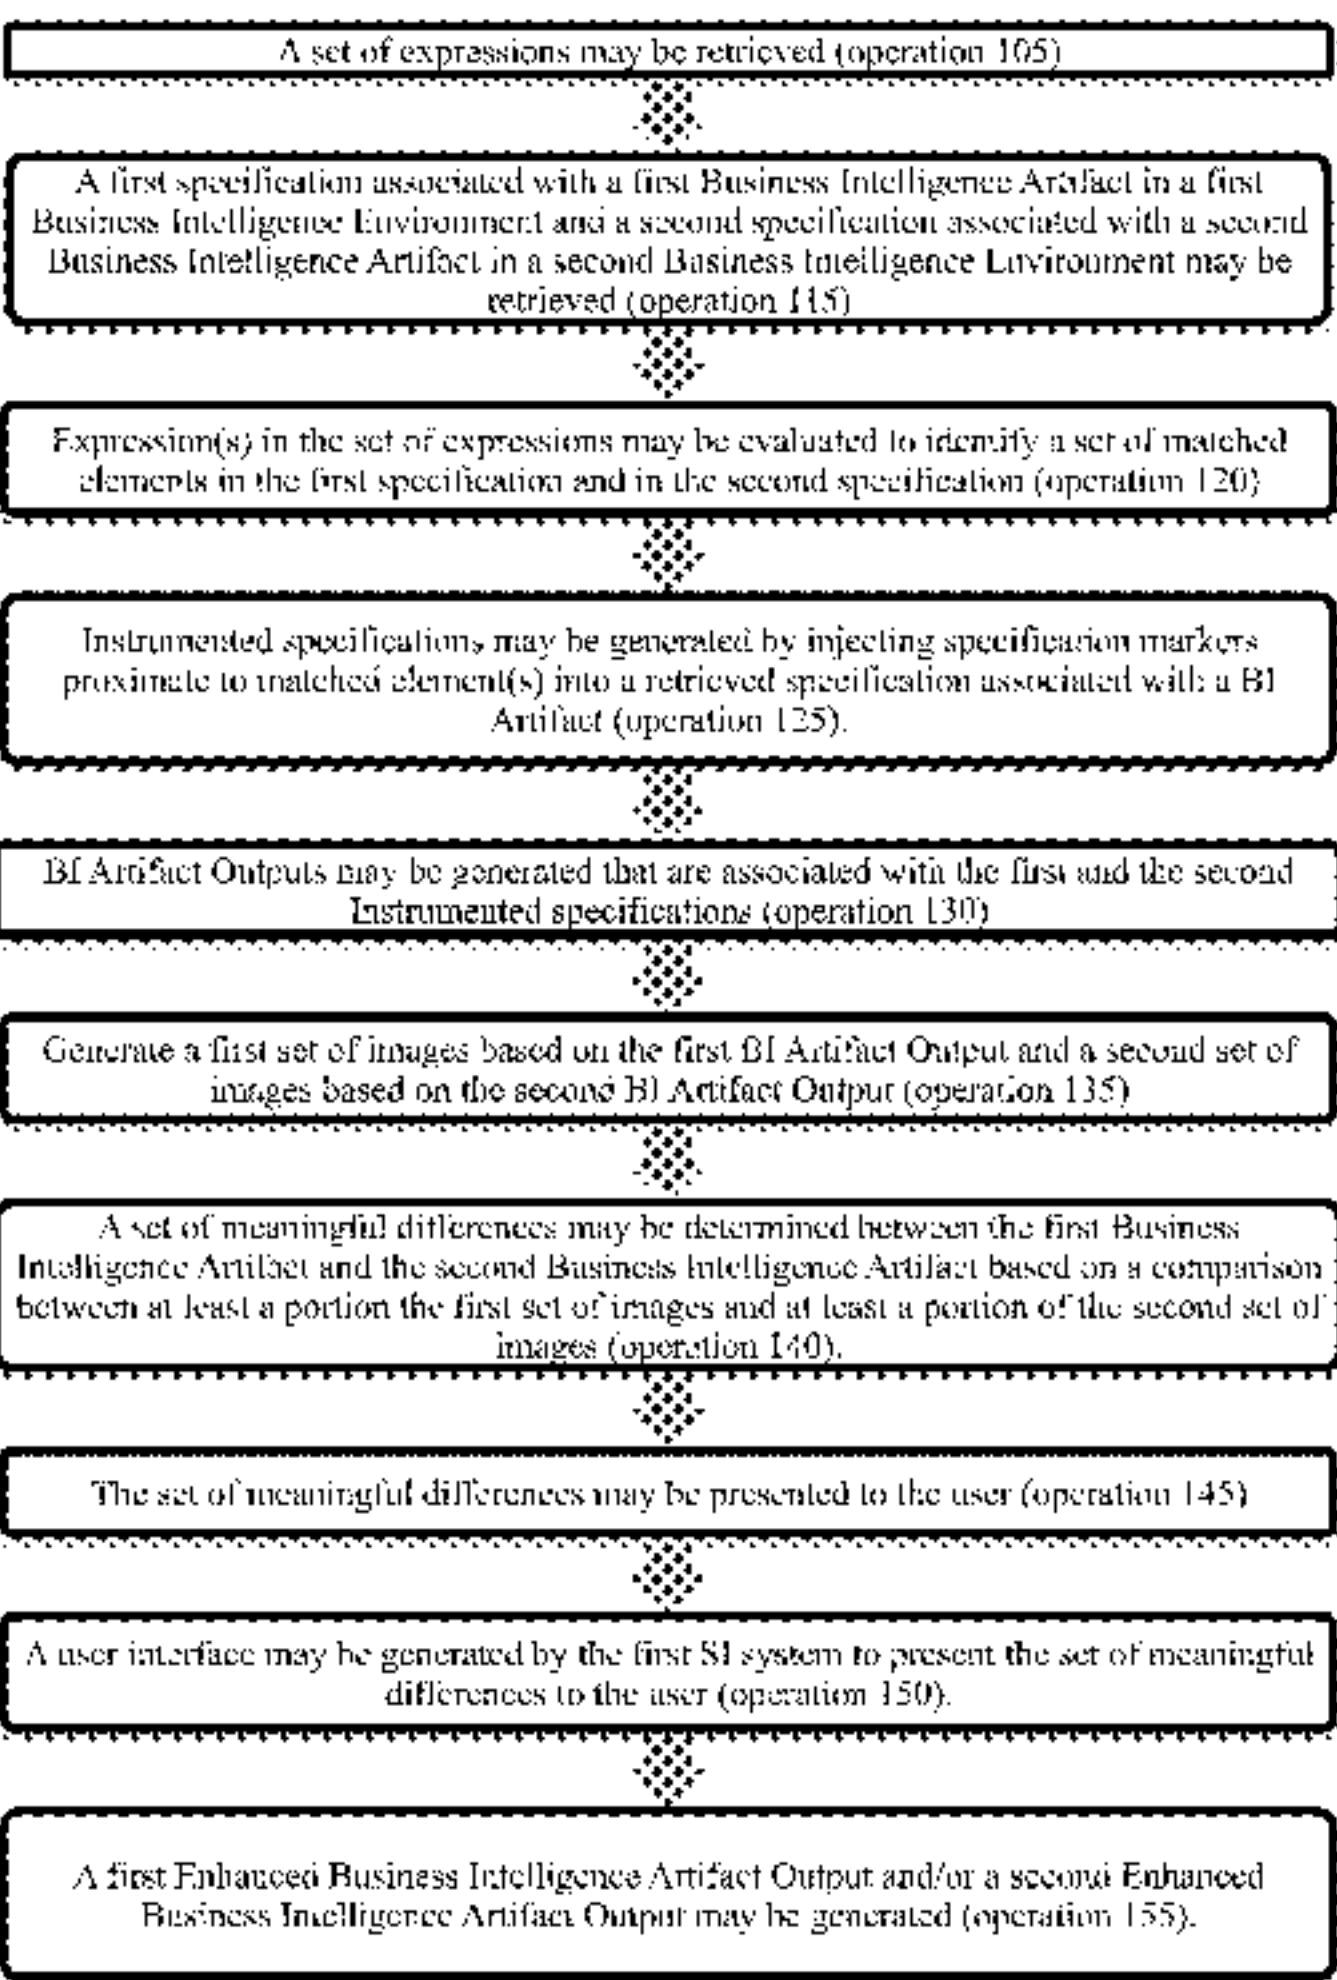 A set of expressions may be retrieved (operation 105)
A first specification associated with a first Business Intelligence Artifact in a first
Business Intelligence Environment and a second specification associated with a second
Business Intelligence Artifact in a second Business Intelligence Environment may be
retrieved (operation 115)
Expression(s) in the set of expressions may be evaluated to identify a set of matched
elements in the first specification and in the second specification (operation 120)
Instrumented specifications may be generated by injecting specification markers
proximate to matched element(s) into a retrieved specification associated with a BI
Artifact (operation 125).
BI Artifact Outputs may be generated that are associated with the first and the second
Instrumented specifications (operation 130)
Generate a first set of images based on the first BI Artifact Output and a second set of
images based on the second BI Artifact Output (operation 135)
A set of meaningful differences may be determined between the first Business
Intelligence Artifact and the second Business Intelligence Artifact based on a comparison
between at least a portion the first set of images and at least a portion of the second set of
images (operation 140).
The set of meaningful differences may be presented to the user (operation 145)
A user interface may be generated by the first SI system to present the set of meaningful
differences to the user (operation 150).
A first Enhanced Business Intelligence Artifact Output and/or a second Enhanced
Business Intelligence Artifact Output may be generated (operation 155).